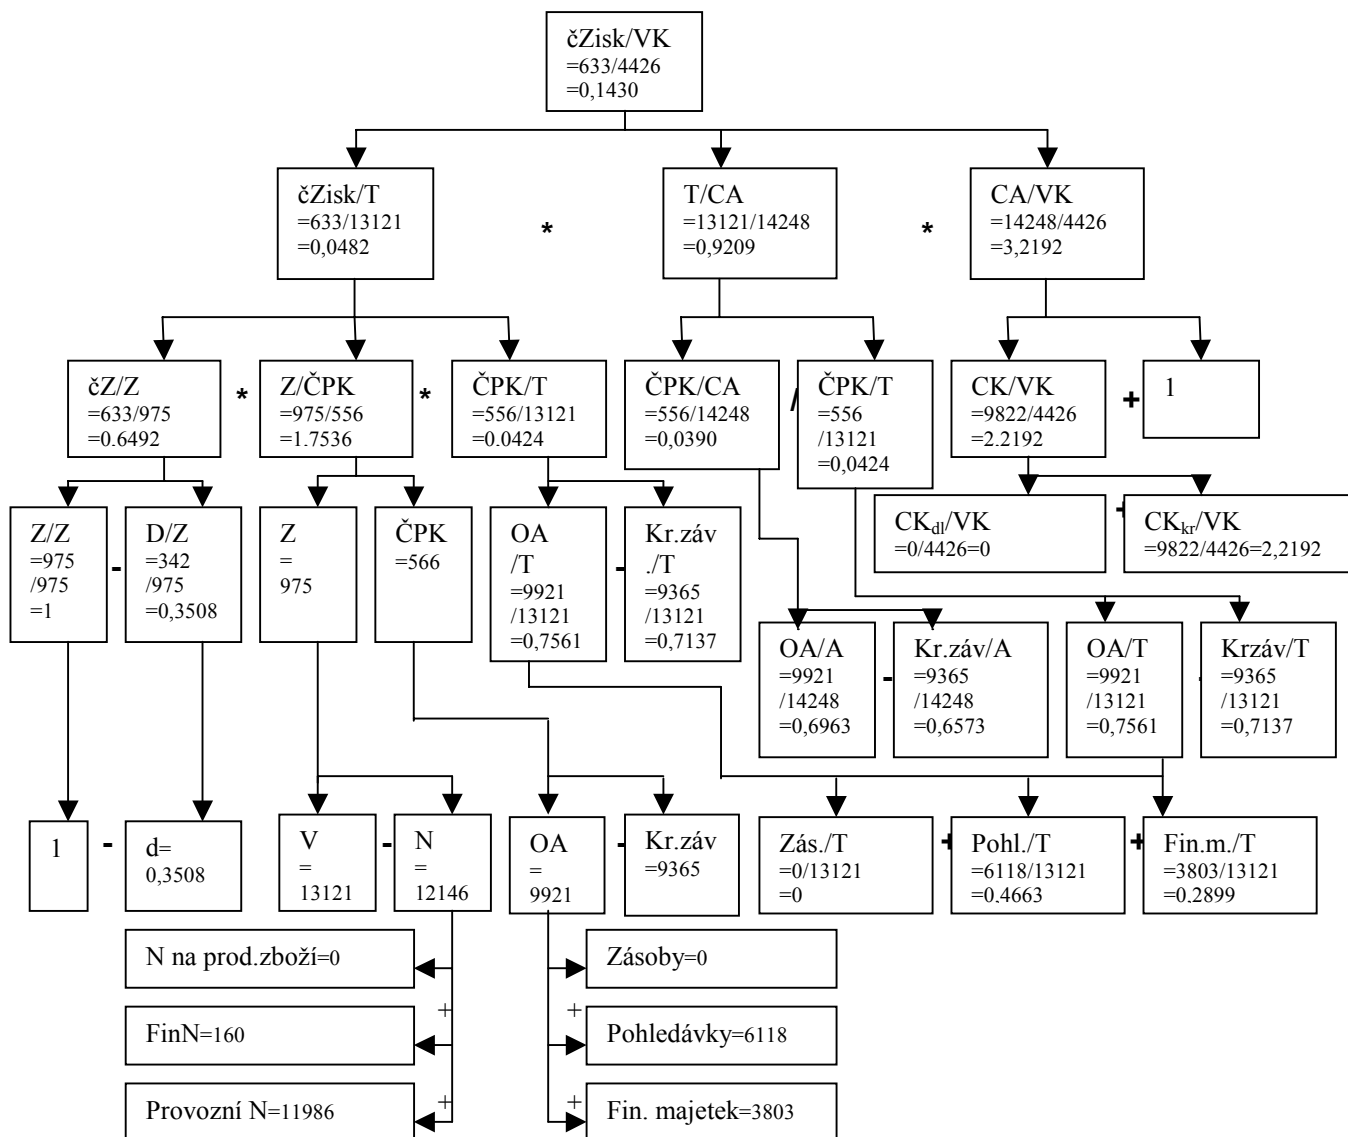 čZisk/VK
=633/4426
=0,1430
čZisk/T
=633/13121
=0,0482
*
T/CA
=13121/14248
=0,9209
*
CA/VK
=14248/4426
=3,2192
čZ/Z
=633/975
=0.6492
*
Z/ČPK
=975/556
=1.7536
*
ČPK/T
=556/13121
=0.0424
ČPK/CA
=556/14248
=0,0390
/
ČPK/T
=556
/13121
=0,0424
CK/VK
=9822/4426
=2.2192
+
1
Z/Z
=975
/975
=1
-
D/Z
=342
/975
=0,3508
Z
=
975
ČPK
=566
OA
/T
=9921
/13121
=0,7561
-
Kr.záv
./T
=9365
/13121
=0,7137
CKdl/VK
=0/4426=0
+
CKkr/VK
=9822/4426=2,2192
OA/A
=9921
/14248
=0,6963
-
Kr.záv/A
=9365
/14248
=0,6573
OA/T
=9921
/13121
=0,7561
-
Krzáv/T
=9365
/13121
=0,7137
1
-
d=
0,3508
V
=
13121
-
N
=
12146
OA
=
9921
-
Kr.záv
=9365
Zás./T
=0/13121
=0
+
Pohl./T
=6118/13121
=0.4663
+
Fin.m./T
=3803/13121
=0.2899
N na prod.zboží=0
+
FinN=160
+
Provozní N=11986
Zásoby=0
+
Pohledávky=6118
+
Fin. majetek=3803